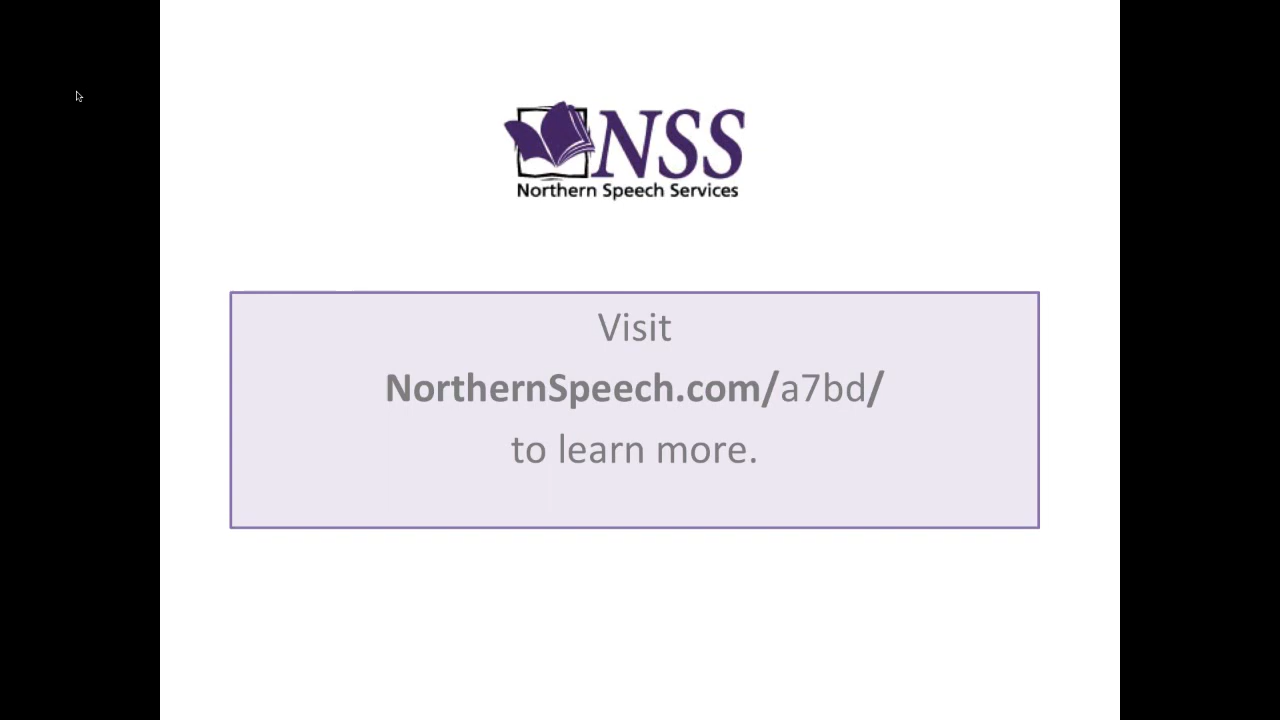 NSS
Northern Speech Services
Visit
NorthernSpeech.com/a7bd/
to learn more.